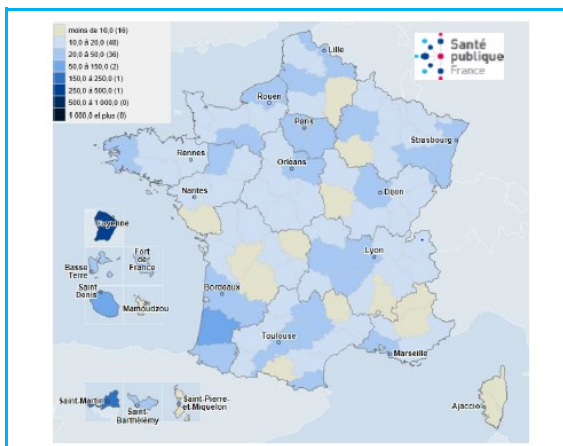 moins de 10,0 (16)
10,0 à 20,0 (48)
20,0 à 50,0 (36)
50,0 à 150,0 (2)
150,0 à 250,0 (1)
250,0 à 500,0 (1)
500,0 à 1 000,0 (0)
1 000,0 et plus (0)
Santé
publique
France
Lille
Rouen
Paris
Strasbourg
Rennes
Orléans
Nantes
Dijon
Cayenne
Lyon
Basse
Terre
Fort
de
France
Saint
Denis
Mamoudzou
Bordeaux
Toulouse
Marseille
Saint-Martin
Saint-
Barthélémy
Saint-Pierre
et-Miquelon
Ajaccio